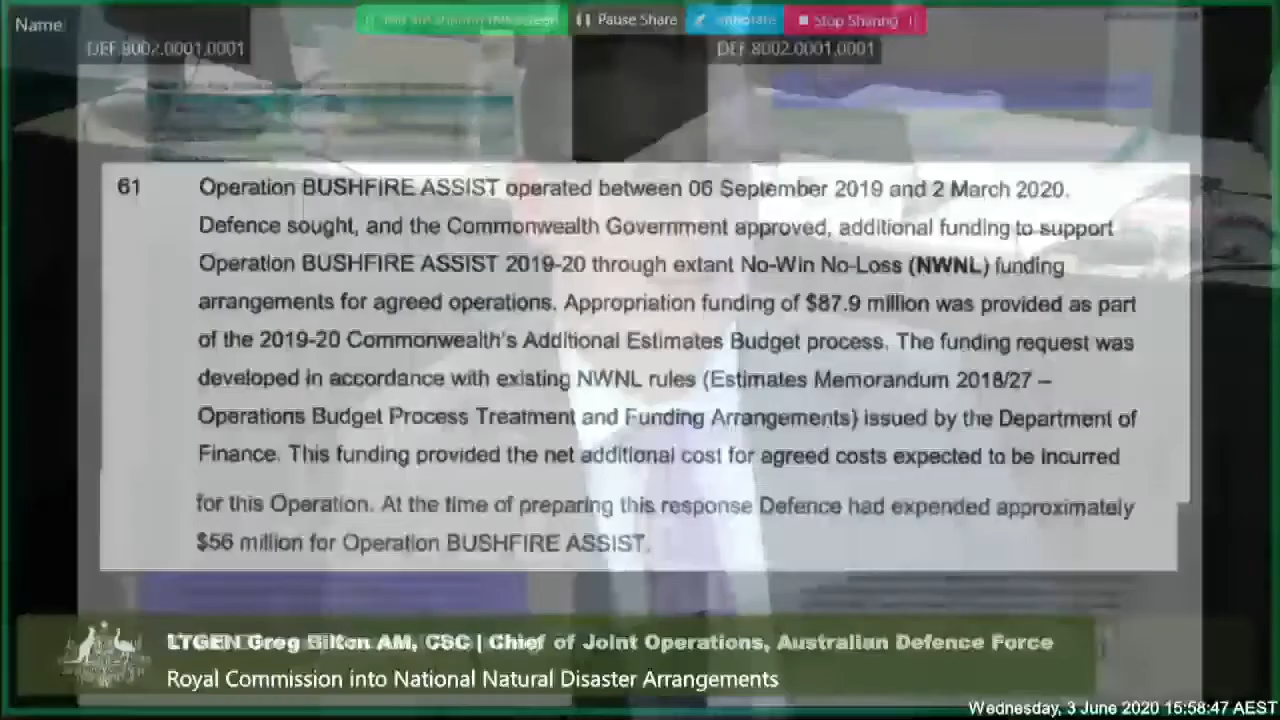 Name
Pause Share
Stop Sharing
DEF.8002.0001.0001
DEF.8002.0001.0001
61 Operation BUSHFIRE ASSIST operated between 06 September 2019 and 2 March 2020.
Defence sought, and the Commonwealth Government approved, additional funding to support
Operation BUSHFIRE ASSIST 2019-20 through extant No-Win No-Loss (NWNL) funding
arrangements for agreed operations. Appropriation funding of $87.9 million was provided as part
of the 2019-20 Commonwealth's Additional Estimates Budget process. The funding request was
developed in accordance with existing NWNL rules (Estimates Memorandum 2018/27 –
Operations Budget Process Treatment and Funding Arrangements) issued by the Department of
Finance. This funding provided the net additional cost for agreed costs expected to be incurred
for this Operation. At the time of preparing this response Defence had expended approximately
$56 million for Operation BUSHFIRE ASSIST.
LTGEN Greg Bilton AM, CSC | Chief of Joint Operations, Australian Defence Force
Royal Commission into National Natural Disaster Arrangements
Wednesday, 3 June 2020 15:58:47 AEST